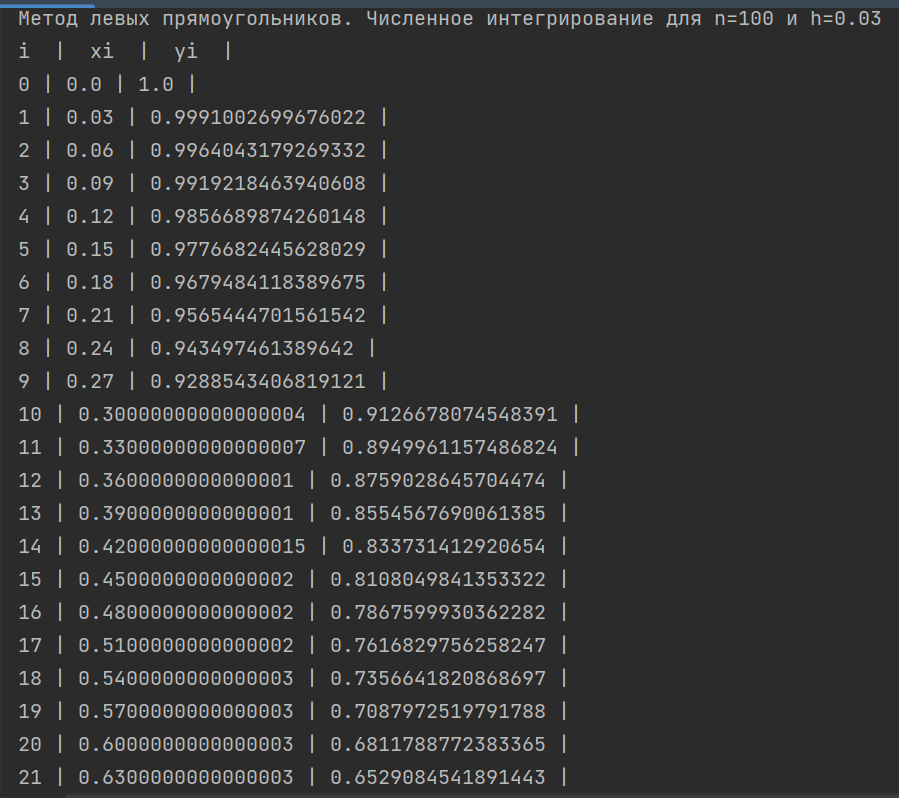 Метод левых прямоугольников. Численное интегрирование для n=100 и h=0.03
i  |  xi  |  yi  |
0 | 0.0 | 1.0 |
1 | 0.03 | 0.9991002699676022 |
2 | 0.06 | 0.9964043179269332 |
3 | 0.09 | 0.9919218463940608 |
4 | 0.12 | 0.9856689874260148 |
5 | 0.15 | 0.9776682445628029 |
6 | 0.18 | 0.9679484118389675 |
7 | 0.21 | 0.9565444701561542 |
8 | 0.24 | 0.943497461389642 |
9 | 0.27 | 0.9288543406819121 |
10 | 0.30000000000000004 | 0.9126678074548391 |
11 | 0.33000000000000007 | 0.8949961157486824 |
12 | 0.3600000000000001 | 0.8759028645704474 |
13 | 0.3900000000000001 | 0.8554567690061385 |
14 | 0.42000000000000015 | 0.833731412920654 |
15 | 0.4500000000000002 | 0.8108049841353322 |
16 | 0.4800000000000002 | 0.7867599930362282 |
17 | 0.5100000000000002 | 0.7616829756258247 |
18 | 0.5400000000000003 | 0.7356641820868697 |
19 | 0.5700000000000003 | 0.7087972519791788 |
20 | 0.6000000000000003 | 0.6811788772383365 |
21 | 0.6300000000000003 | 0.6529084541891443 |